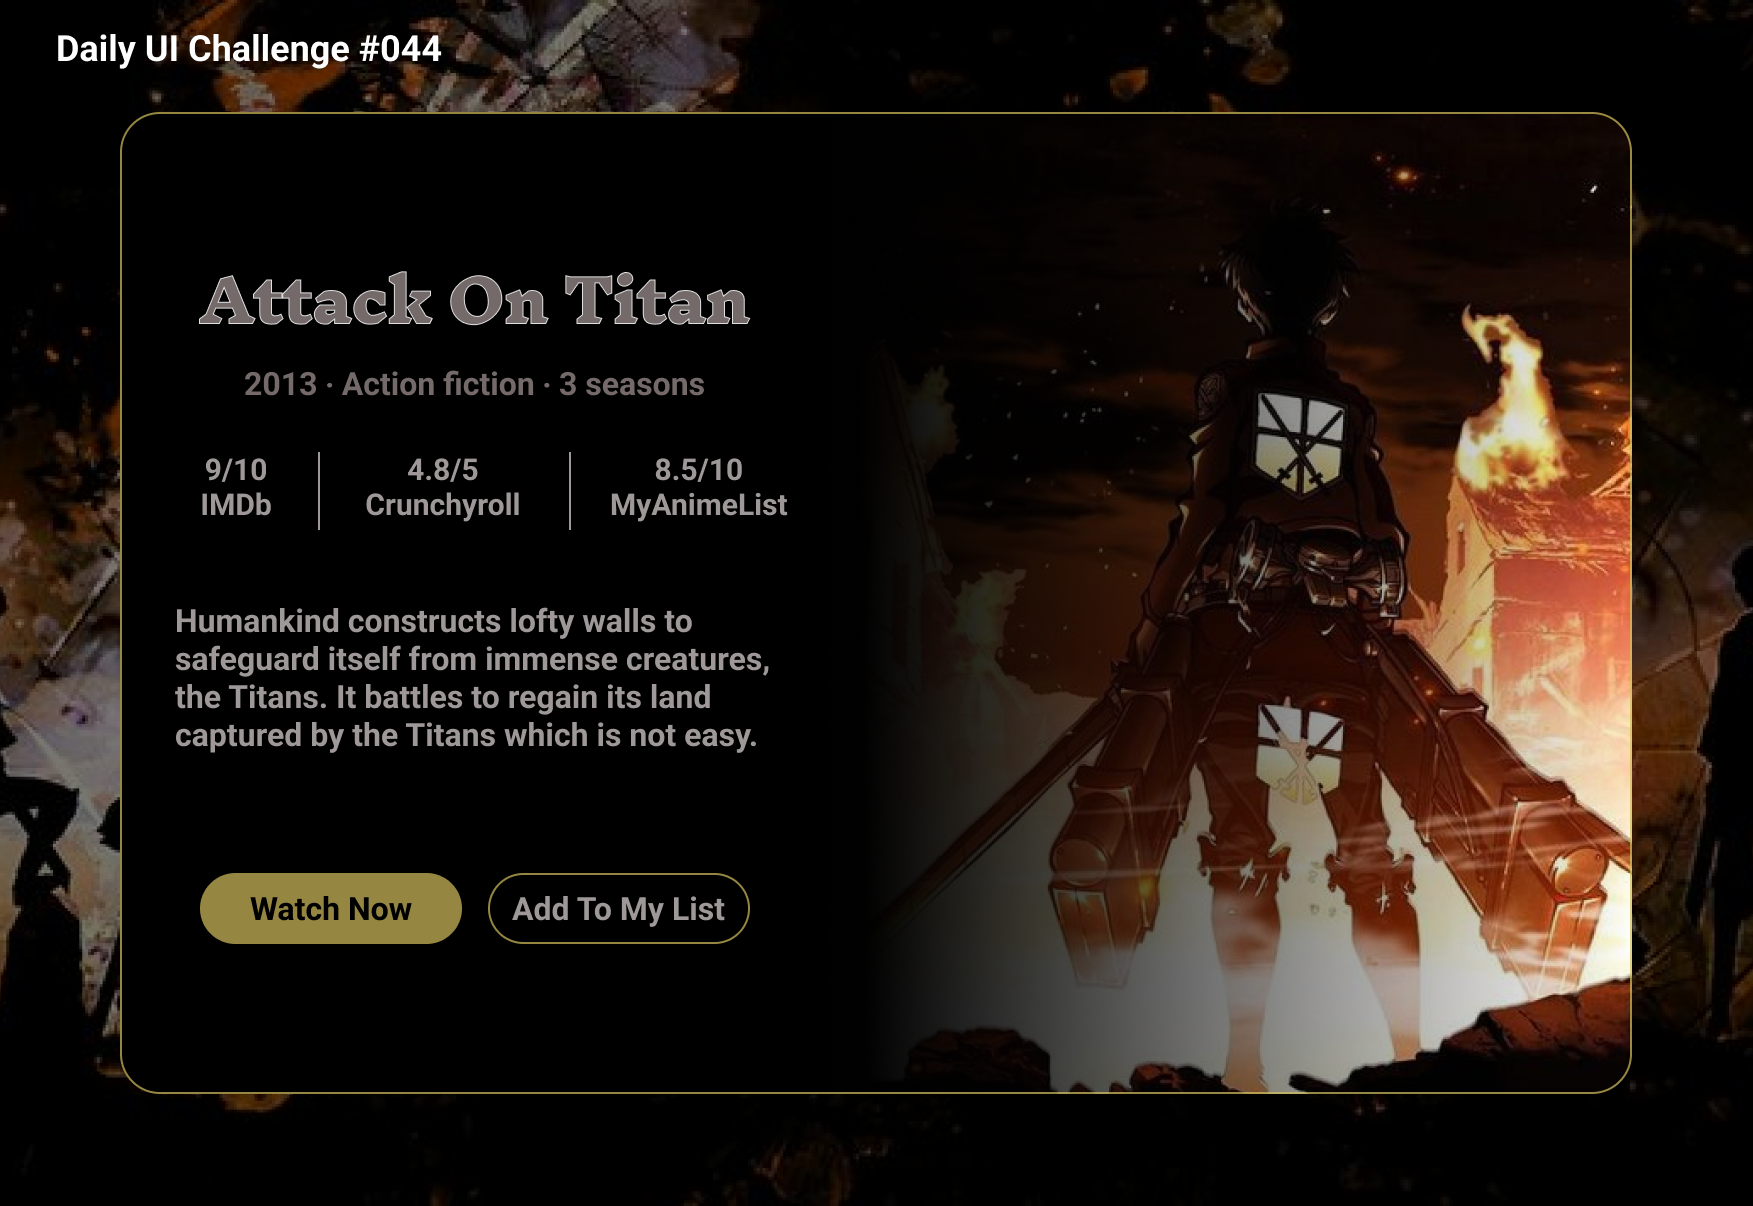 Daily UI Challenge #044
Attack On Titan
2013 · Action fiction · 3 seasons
9/10
IMDb
4.8/5
Crunchyroll
8.5/10
MyAnimeList
Humankind constructs lofty walls to
safeguard itself from immense creatures,
the Titans. It battles to regain its land
captured by the Titans which is not easy.
Watch Now
Add To My List